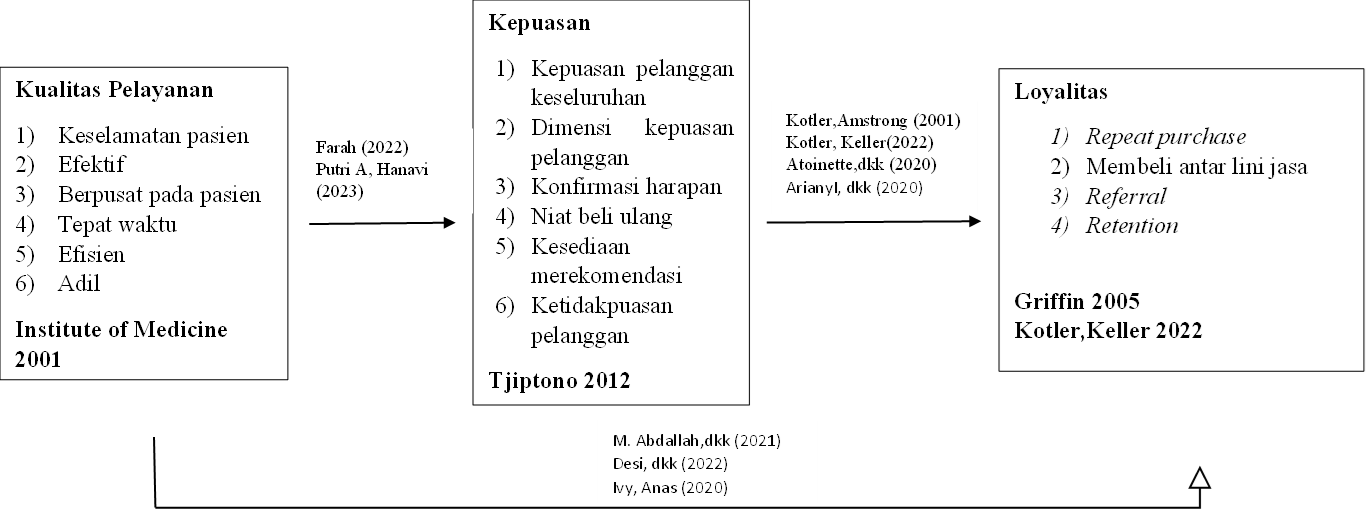 Kualitas Pelayanan
1) Keselamatan pasien
2) Efektif
3) Berpusat pada pasien
4) Tepat waktu
5) Efisien
6) Adil
Institute of Medicine
2001
Farah (2022)
Putri A, Hanavi
(2023)
Kepuasan
1) Kepuasan pelanggan
keseluruhan
2) Dimensi kepuasan
pelanggan
3) Konfirmasi harapan
4) Niat beli ulang
5) Kesediaan
merekomendasi
6) Ketidakpuasan
pelanggan
Tjiptono 2012
Kotler,Amstrong (2001)
Kotler, Keller(2022)
Atoinette,dkk (2020)
Arianyl, dkk (2020)
Loyalitas
1) Repeat purchase
2) Membeli antar lini jasa
3) Referral
4) Retention
Griffin 2005
Kotler,Keller 2022
M. Abdallah,dkk (2021)
Desi, dkk (2022)
Ivy, Anas (2020)